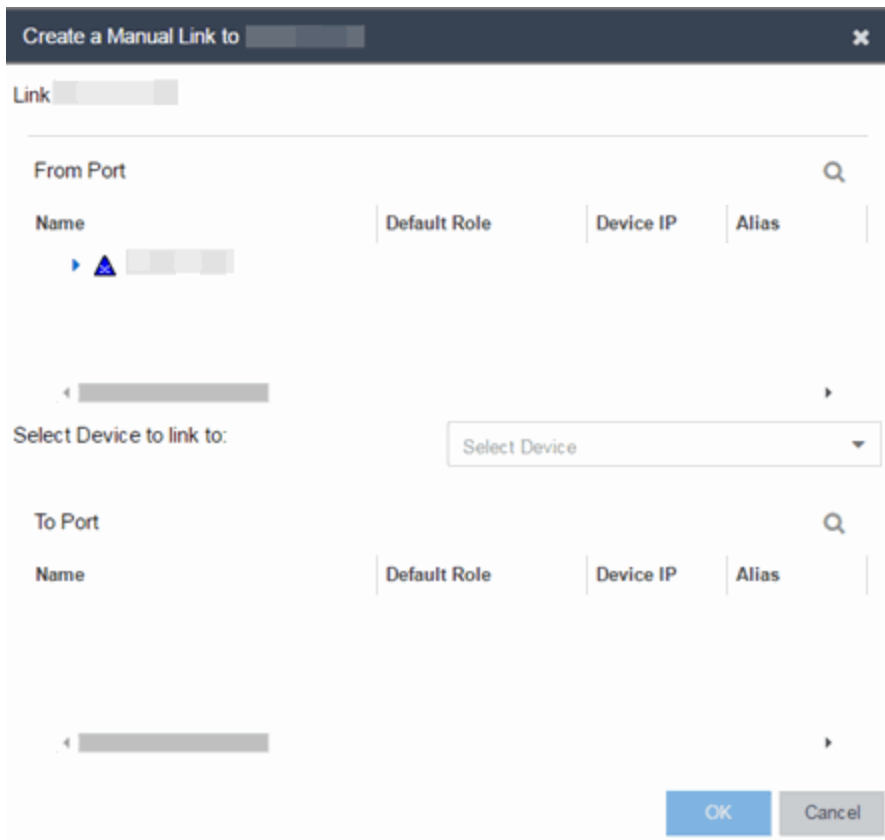 Create a Manual Link to
Link
From Port
Name Default Role Device IP Alias
Select Device to link to:
Select Device
To Port
Name Default Role Device IP Alias
OK Cancel